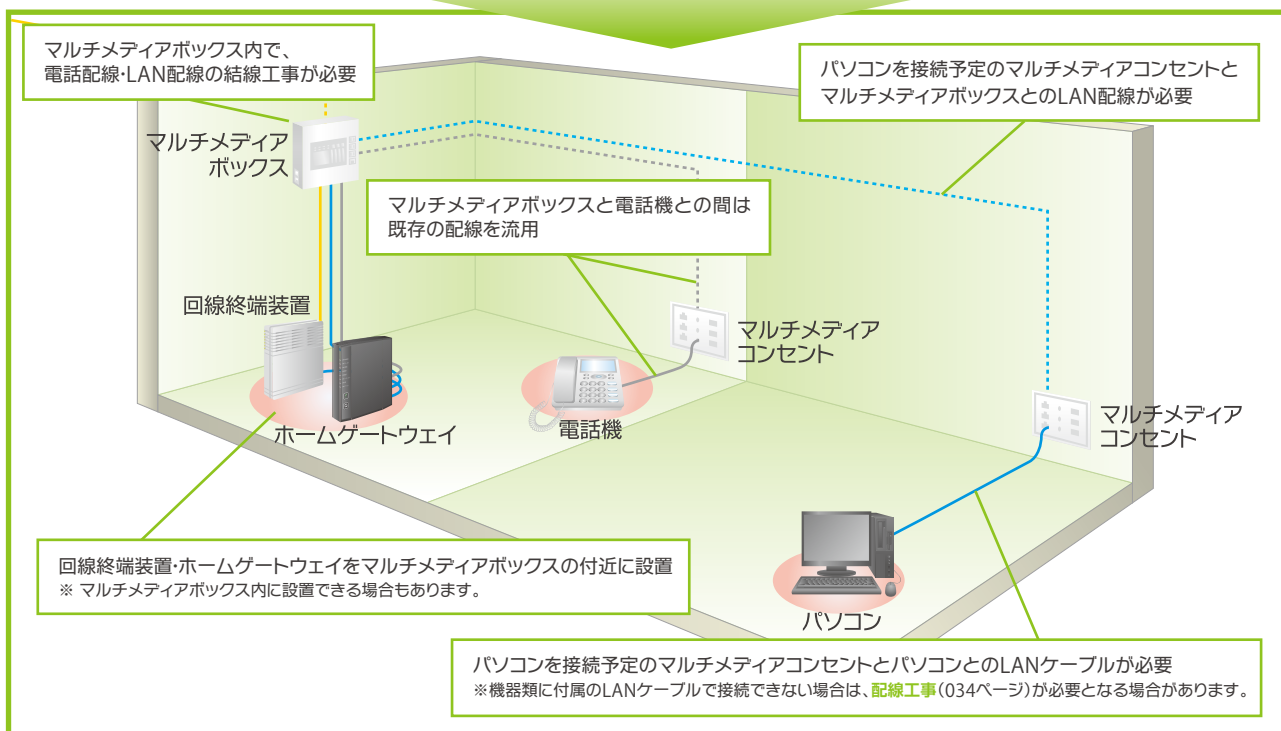 マルチメディアボックス内で、
電話配線・LAN配線の結線工事が必要
パソコンを接続予定のマルチメディアコンセントと
マルチメディアボックスとのLAN配線が必要
マルチメディア
ボックス
マルチメディアボックスと電話機との間は
既存の配線を流用
回線終端装置
マルチメディア
コンセント
ホームゲートウェイ
電話機
マルチメディア
コンセント
回線終端装置・ホームゲートウェイをマルチメディアボックスの付近に設置
※ マルチメディアボックス内に設置できる場合もあります。
パソコン
パソコンを接続予定のマルチメディアコンセントとパソコンとのLANケーブルが必要
※機器類に付属のLANケーブルで接続できない場合は、配線工事(034ページ)が必要となる場合があります。